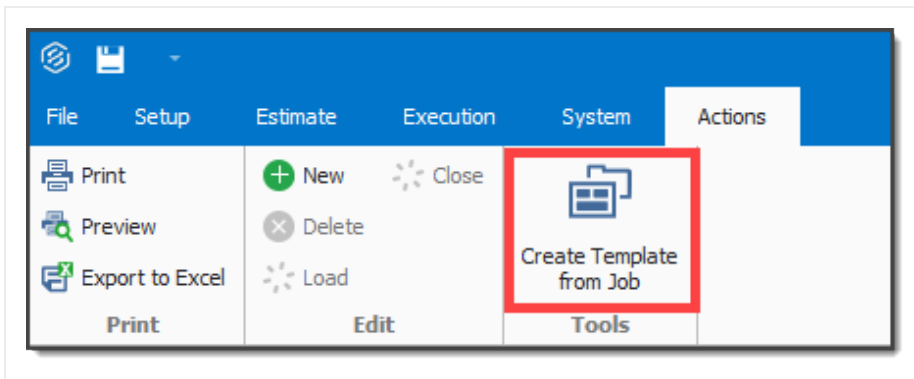 File Setup Estimate Execution System Actions
Print New Close
Preview Delete
Export to Excel Load
Create Template
from Job
Print Edit Tools